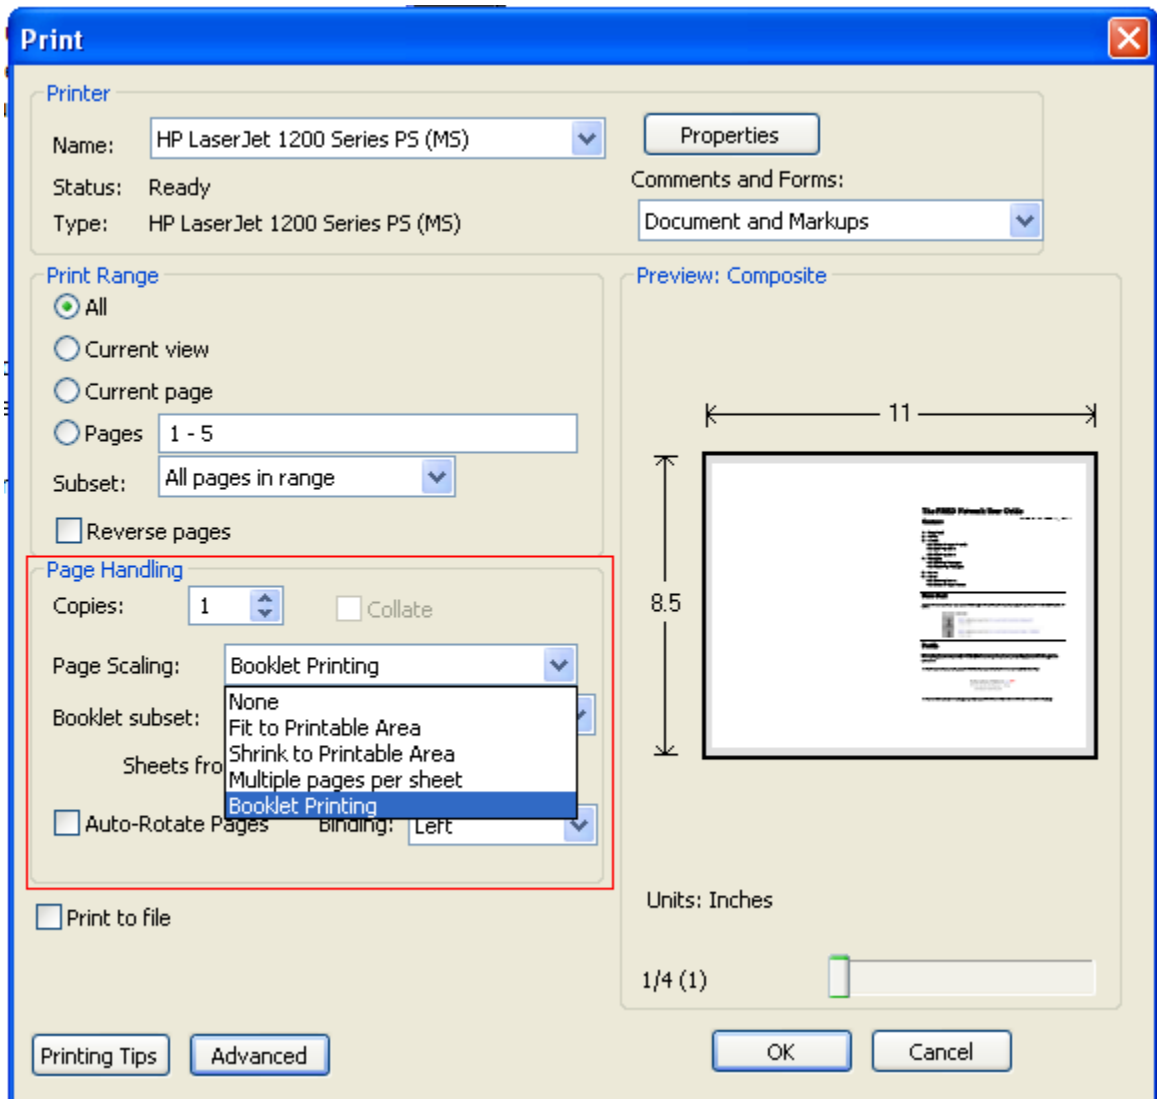 Print
Printer
Name: HP LaserJet 1200 Series PS (MS)
Properties
Status: Ready
Comments and Forms:
Type: HP LaserJet 1200 Series PS (MS)
Document and Markups
Print Range
All
Current view
Current page
Pages 1 - 5
Subset: All pages in range
Reverse pages
Page Handling
Copies: 1 Collate
Page Scaling: Booklet Printing
None
Booklet subset:
Fit to Printable Area
Shrink to Printable Area
Sheets fro
Multiple pages per sheet
Booklet Printing
Auto-Rotate Pages Binding: Left
Print to file
Preview: Composite
11
8.5
Units: Inches
1/4 (1)
Printing Tips
Advanced
OK
Cancel